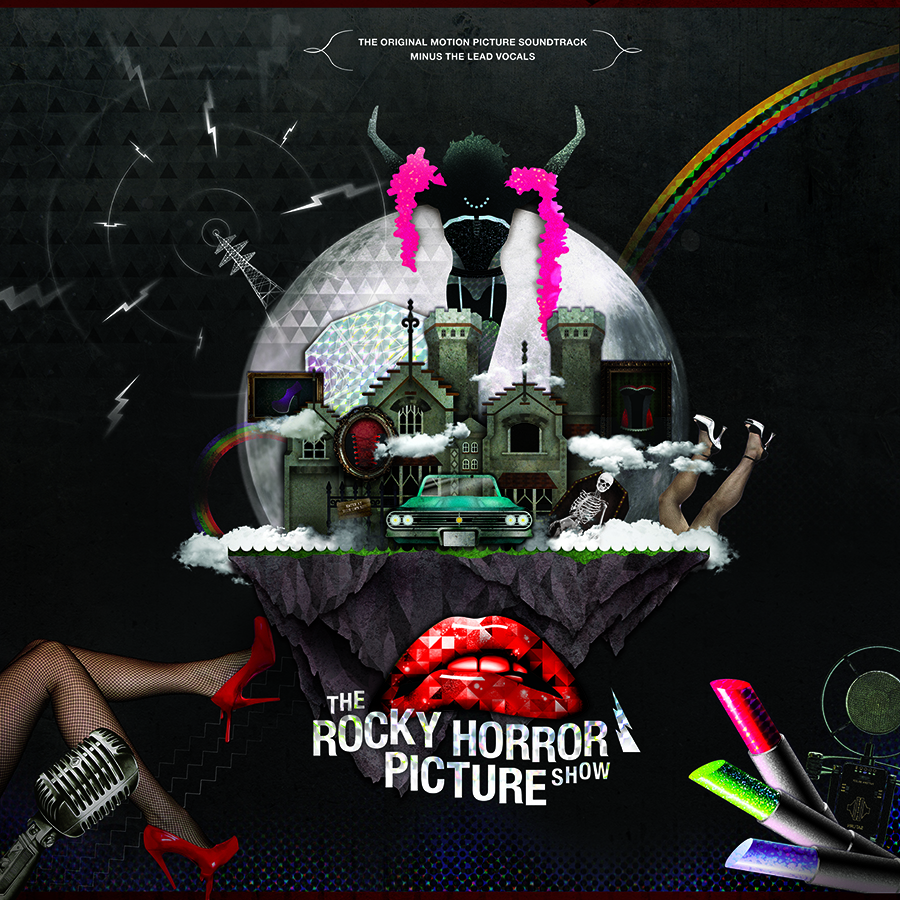 THE ORIGINAL MOTION PICTURE SOUNDTRACK
MINUS THE LEAD VOCALS
THE
ROCKY HORROR
PICTURE SHOW